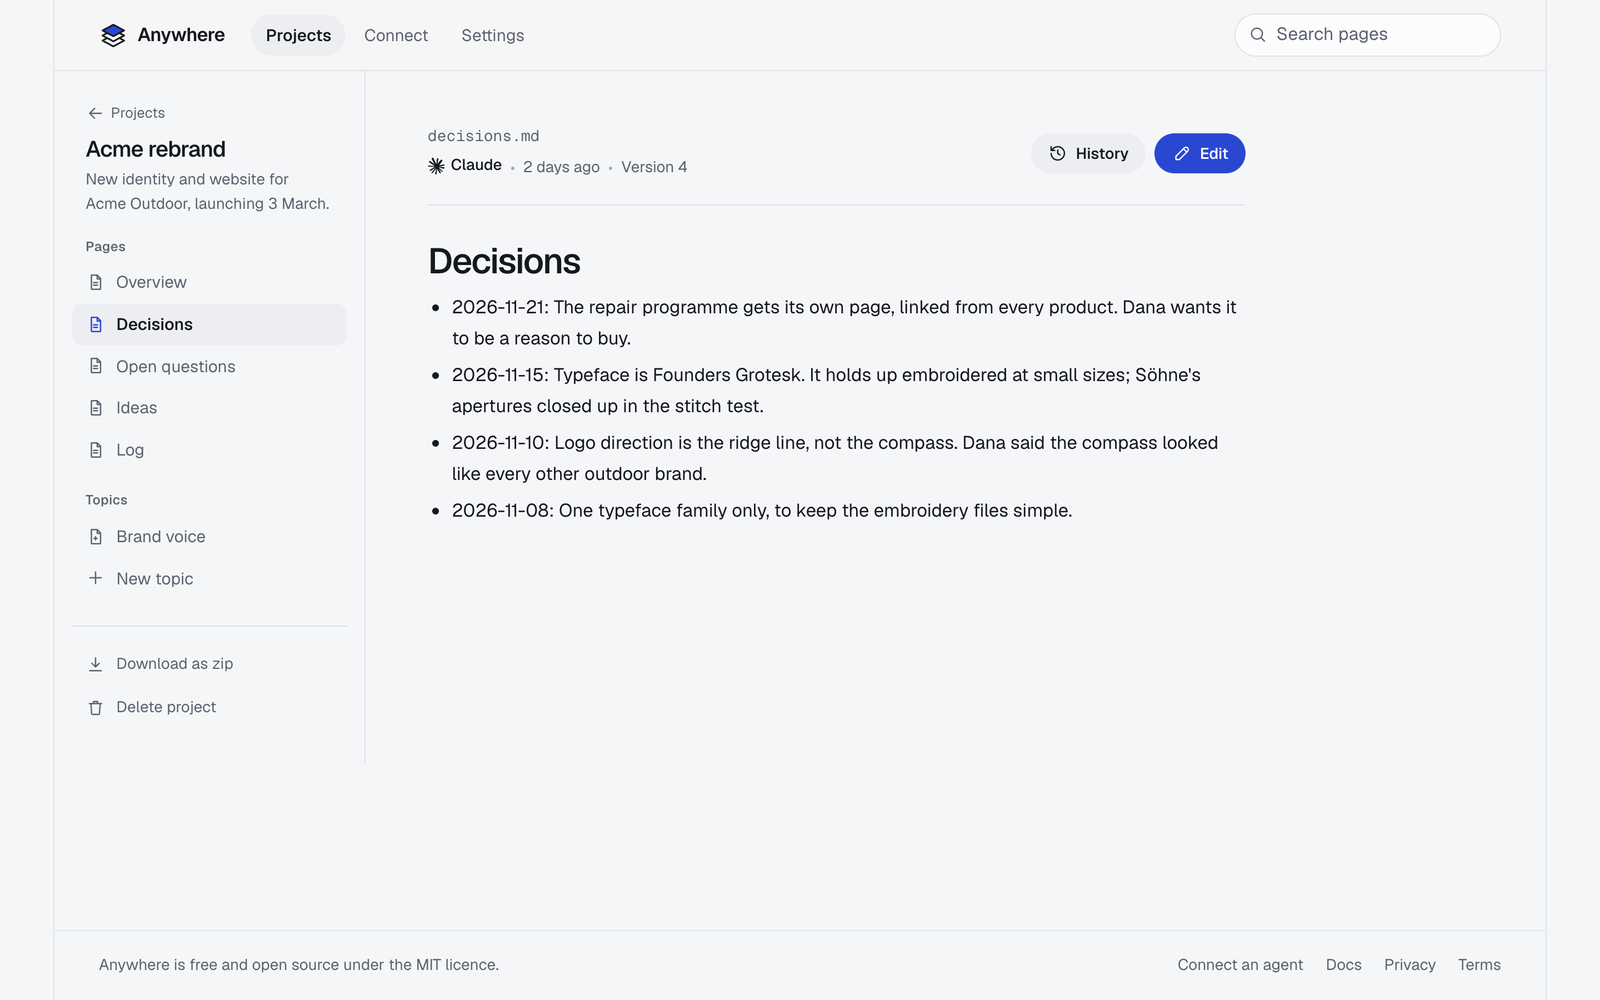 Anywhere
Projects
Connect
Settings
Search pages
Projects
Acme rebrand
New identity and website for
Acme Outdoor, launching 3 March.
Pages
Overview
Decisions
Open questions
Ideas
Log
Topics
Brand voice
New topic
Download as zip
Delete project
decisions.md
Claude • 2 days ago • Version 4
History
Edit
Decisions
• 2026-11-21: The repair programme gets its own page, linked from every product. Dana wants it
to be a reason to buy.
• 2026-11-15: Typeface is Founders Grotesk. It holds up embroidered at small sizes; Söhne's
apertures closed up in the stitch test.
• 2026-11-10: Logo direction is the ridge line, not the compass. Dana said the compass looked
like every other outdoor brand.
• 2026-11-08: One typeface family only, to keep the embroidery files simple.
Anywhere is free and open source under the MIT licence.
Connect an agent
Docs
Privacy
Terms